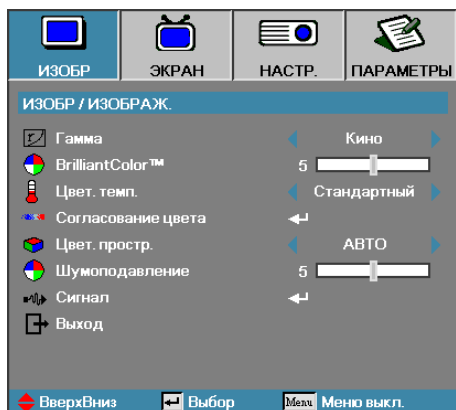 ИЗОБР ЭКРАН НАСТР. ПАРАМЕТРЫ
ИЗОБР / ИЗОБРАЖ.
Гамма Кино
BrilliantColor™ 5
Цвет. темп. Стандартный
Согласование цвета
Цвет. простр. АВТО
Шумоподавление 5
Сигнал
Выход
ВверхВниз Выбор Menu Меню выкл.